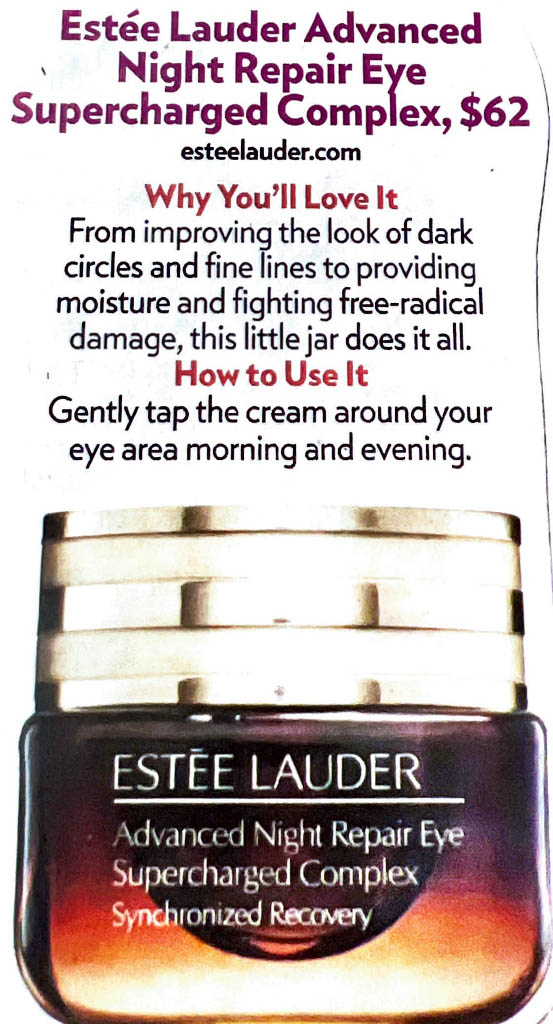 Estée Lauder Advanced
Night Repair Eye
Supercharged Complex, $62
esteelauder.com
Why You'll Love It
From improving the look of dark
circles and fine lines to providing
moisture and fighting free-radical
damage, this little jar does it all.
How to Use It
Gently tap the cream around your
eye area morning and evening.
ESTĒE LAUDER
Advanced Night Repair Eye
Supercharged Complex
Synchronized Recovery